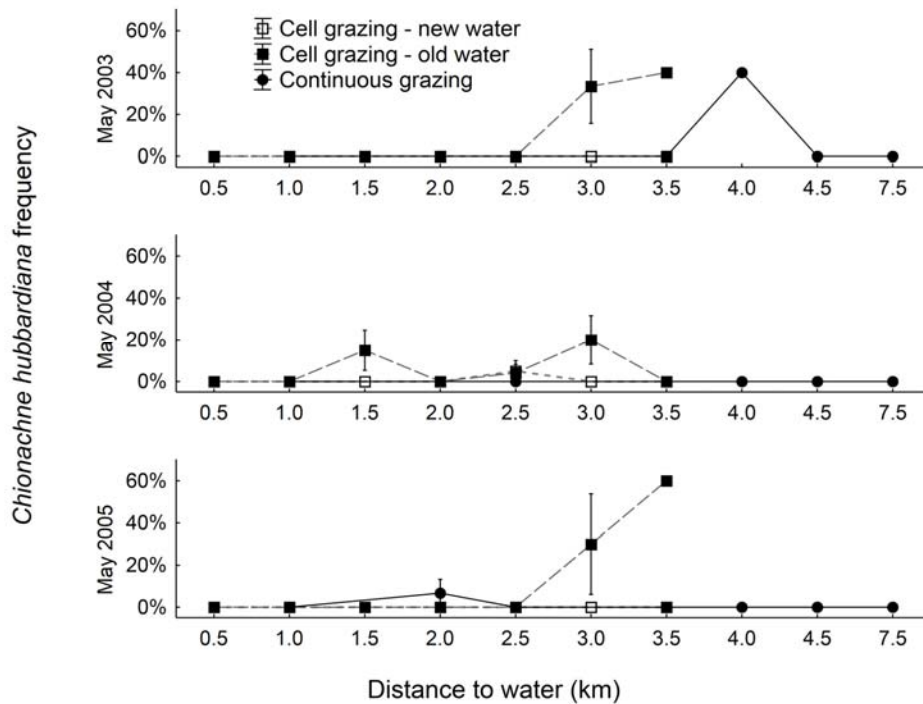 Cell grazing - new water
Cell grazing - old water
Continuous grazing
Chionachne hubbardiana frequency
May 2003
60%
40%
20%
0%
0.5 1.0 1.5 2.0 2.5 3.0 3.5 4.0 4.5 7.5
May 2004
60%
40%
20%
0%
0.5 1.0 1.5 2.0 2.5 3.0 3.5 4.0 4.5 7.5
May 2005
60%
40%
20%
0%
0.5 1.0 1.5 2.0 2.5 3.0 3.5 4.0 4.5 7.5
Distance to water (km)